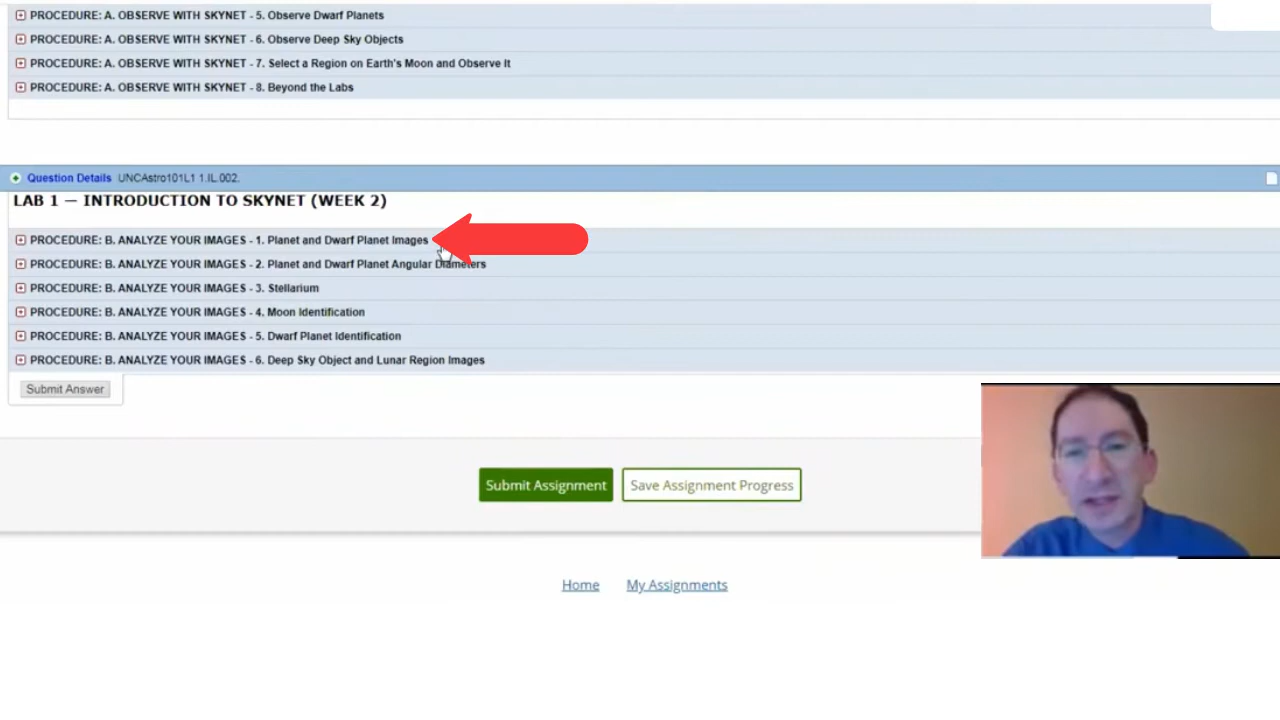 PROCEDURE: A. OBSERVE WITH SKYNET - 5. Observe Dwarf Planets
PROCEDURE: A. OBSERVE WITH SKYNET - 6. Observe Deep Sky Objects
PROCEDURE: A. OBSERVE WITH SKYNET - 7. Select a Region on Earth's Moon and Observe It
PROCEDURE: A. OBSERVE WITH SKYNET - 8. Beyond the Labs
Question Details UNCAstro101L1 1.IL.002.
LAB 1 — INTRODUCTION TO SKYNET (WEEK 2)
PROCEDURE: B. ANALYZE YOUR IMAGES - 1. Planet and Dwarf Planet Images
PROCEDURE: B. ANALYZE YOUR IMAGES - 2. Planet and Dwarf Planet Angular Diameters
PROCEDURE: B. ANALYZE YOUR IMAGES - 3. Stellarium
PROCEDURE: B. ANALYZE YOUR IMAGES - 4. Moon Identification
PROCEDURE: B. ANALYZE YOUR IMAGES - 5. Dwarf Planet Identification
PROCEDURE: B. ANALYZE YOUR IMAGES - 6. Deep Sky Object and Lunar Region Images
Submit Answer
Submit Assignment Save Assignment Progress
Home My Assignments